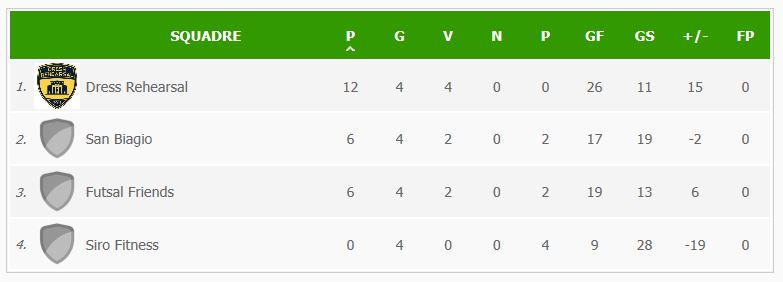 SQUADRE P G V N P GF GS +/- FP
1. DRESS REHEARSAL Dress Rehearsal 12 4 4 0 0 26 11 15 0
2. San Biagio 6 4 2 0 2 17 19 -2 0
3. Futsal Friends 6 4 2 0 2 19 13 6 0
4. Siro Fitness 0 4 0 0 4 9 28 -19 0